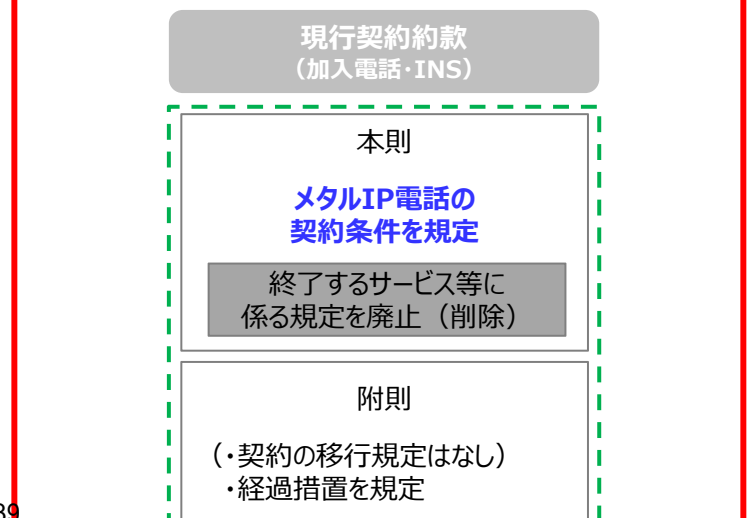 現行契約約款
（加入電話・INS）
本則
メタルIP電話の
契約条件を規定
終了するサービス等に
係る規定を廃止（削除）
附則
（・契約の移行規定はなし）
・経過措置を規定
39